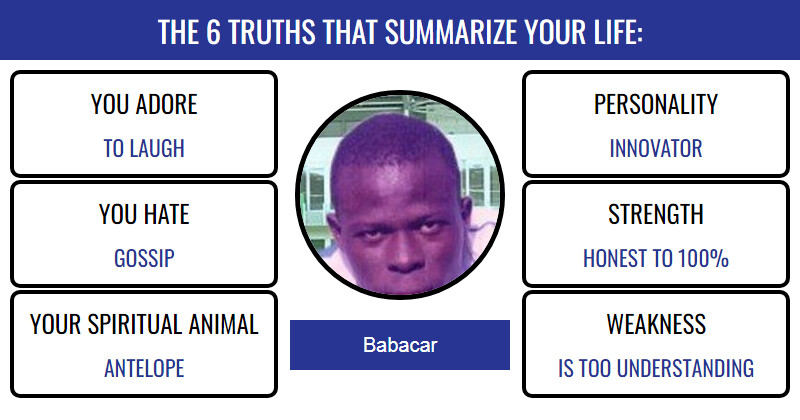 THE 6 TRUTHS THAT SUMMARIZE YOUR LIFE:
YOU ADORE
TO LAUGH
YOU HATE
GOSSIP
YOUR SPIRITUAL ANIMAL
ANTELOPE
Babacar
PERSONALITY
INNOVATOR
STRENGTH
HONEST TO 100%
WEAKNESS
IS TOO UNDERSTANDING